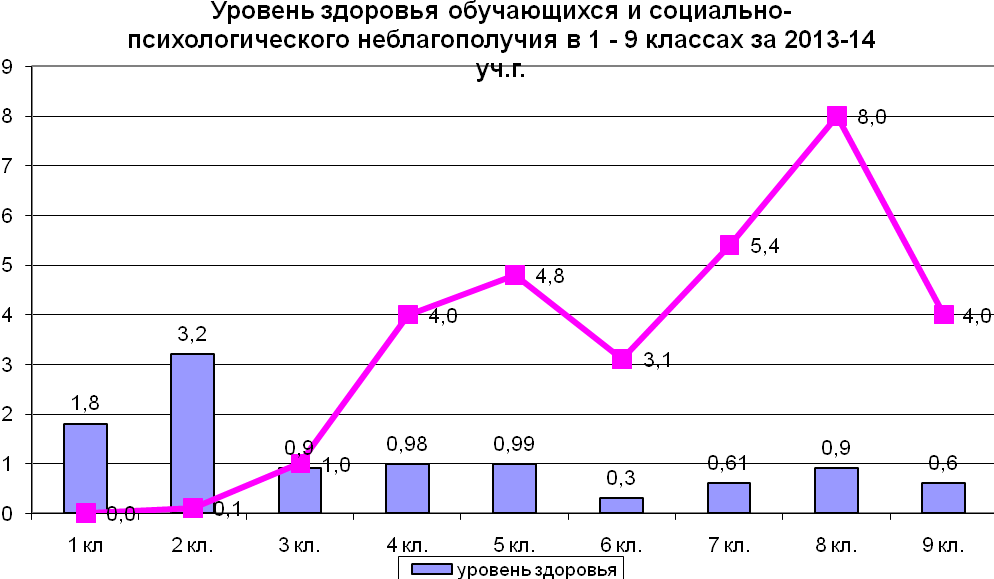 Уровень здоровья обучающихся и социально-
психологического неблагополучия в 1 - 9 классах за 2013-14
уч.г.
9
8
8,0
7
6
5,4
5
4,8
4
4,0
4,0
3,2
3
3,1
2
1,8
0,9
0,98
0,99
0,9
1
1,0
0,3
0,61
0,6
0
0,0
0,1
1 кл
2 кл.
3 кл.
4 кл.
5 кл.
6 кл.
7 кл.
8 кл.
9 кл.
уровень здоровья